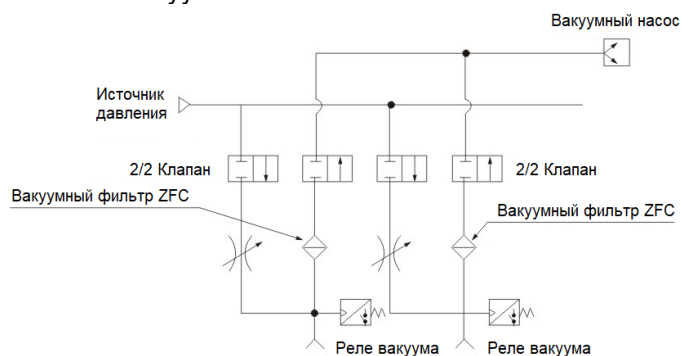 Вакуумный насос
Источник
давления
2/2 Клапан
2/2 Клапан
Вакуумный фильтр ZFC
Вакуумный фильтр ZFC
Реле вакуума
Реле вакуума